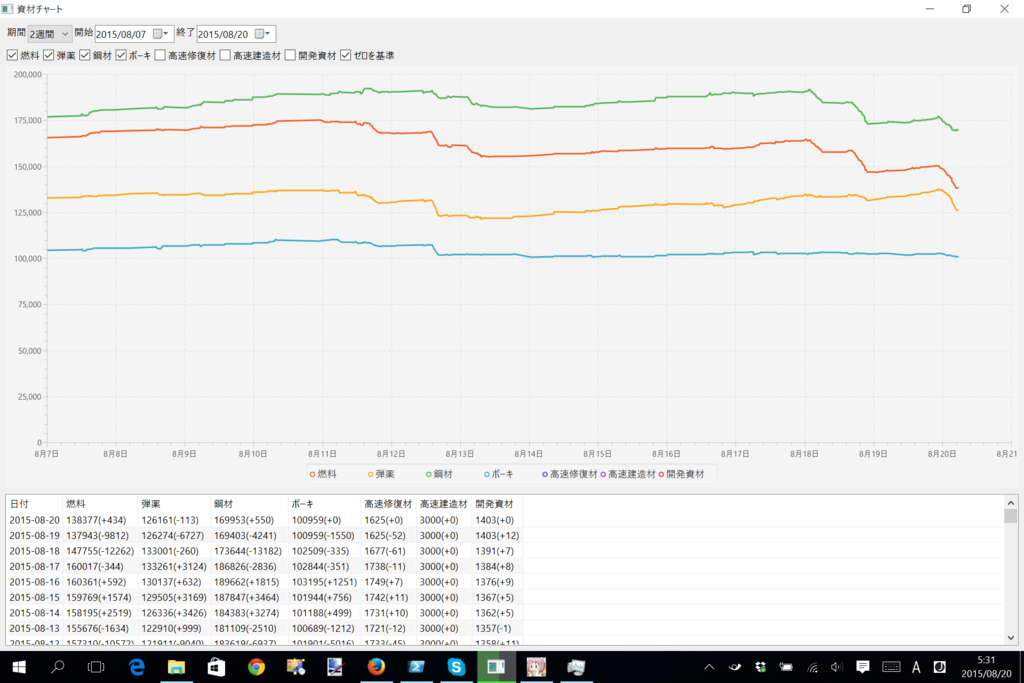 資材チャート
期間 2週間 開始 2015/08/07 終了 2015/08/20
燃料 弾薬 鋼材 ボーキ 高速修復材 高速建造材 開発資材 ゼロを基準
200,000
175,000
150,000
125,000
100,000
75,000
50,000
25,000
0
8月7日 8月8日 8月9日 8月10日 8月11日 8月12日 8月13日 8月14日 8月15日 8月16日 8月17日 8月18日 8月19日 8月20日 8月21
燃料 弾薬 鋼材 ボーキ 高速修復材 高速建造材 開発資材
日付 燃料 弾薬 鋼材 ボーキ 高速修復材 高速建造材 開発資材
2015-08-20 138377(+434) 126161(-113) 169953(+550) 100959(+0) 1625(+0) 3000(+0) 1403(+0)
2015-08-19 137943(-9812) 126274(-6727) 169403(-4241) 100959(-1550) 1625(-52) 3000(+0) 1403(+12)
2015-08-18 147755(-12262) 133001(-260) 173644(-13182) 102509(-335) 1677(-61) 3000(+0) 1391(+7)
2015-08-17 160017(-344) 133261(+3124) 186826(-2836) 102844(-351) 1738(-11) 3000(+0) 1384(+8)
2015-08-16 160361(+592) 130137(+632) 189662(+1815) 103195(+1251) 1749(+7) 3000(+0) 1376(+9)
2015-08-15 159769(+1574) 129505(+3169) 187847(+3464) 101944(+756) 1742(+11) 3000(+0) 1367(+5)
2015-08-14 158195(+2519) 126336(+3426) 184383(+3274) 101188(+499) 1731(+10) 3000(+0) 1362(+5)
2015-08-13 155676(-1634) 122910(+999) 181109(-2510) 100689(-1212) 1721(-12) 3000(+0) 1357(-1)
2015-08-12 157310(-10572) 121911(-9040) 183619(-6937) 101901(-5016) 1733(-45) 3000(+0) 1358(+11)
A
5:31
2015/08/20